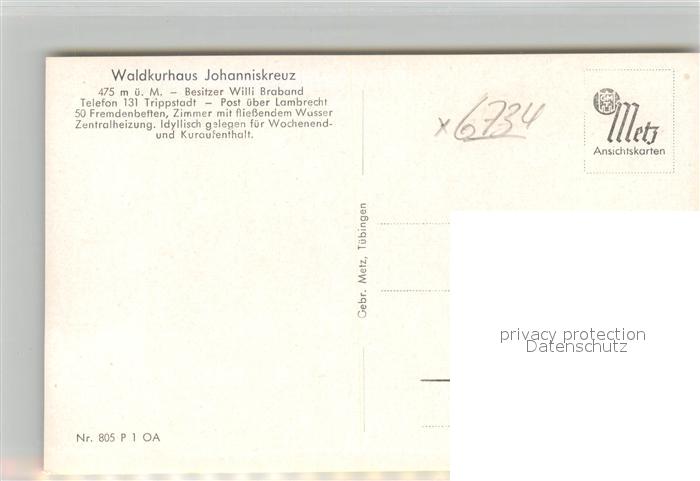 Waldkurhaus Johanniskreuz
475 m ü. M. – Besitzer Willi Braband
Telefon 131 Trippstadt – Post über Lambrecht
50 Fremdenbetten, Zimmer mit fließendem Wasser
Zentralheizung. Idyllisch gelegen für Wochenend-
und Kuraufenthalt.
x6734
Metz
Ansichtskarten
Gebr. Metz, Tübingen
privacy protection
Datenschutz
Nr. 805 P 1 OA